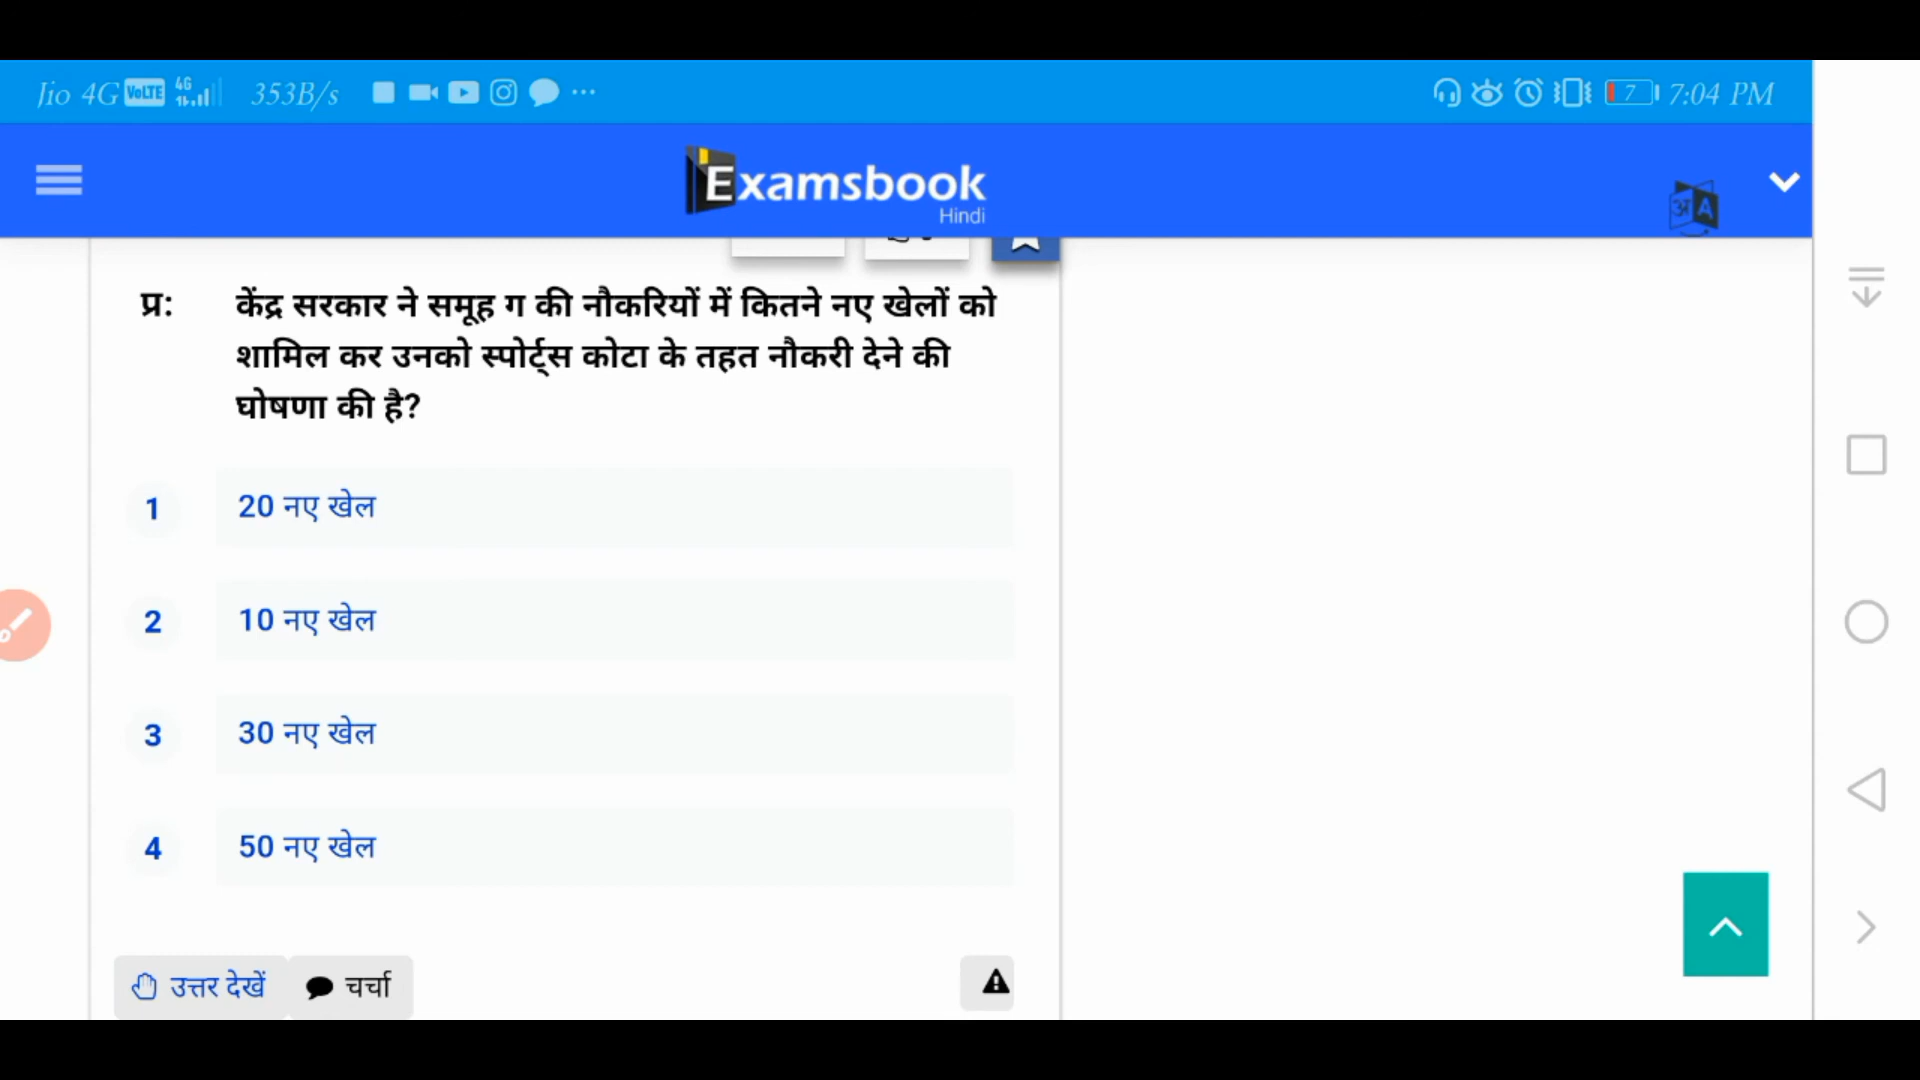 Jio 4G VoLTE 4G 353B/s ... 7 7:04 PM
Examsbook
Hindi
अ A
प्र: केंद्र सरकार ने समूह ग की नौकरियों में कितने नए खेलों को
शामिल कर उनको स्पोर्ट्स कोटा के तहत नौकरी देने की
घोषणा की है?
1 20 नए खेल
2 10 नए खेल
3 30 नए खेल
4 50 नए खेल
उत्तर देखें चर्चा